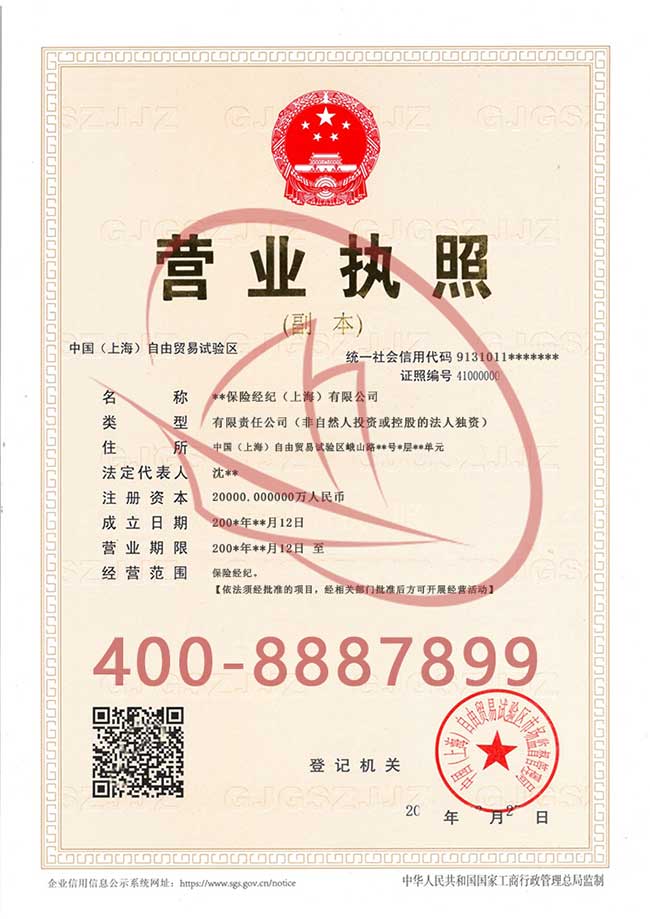 GJGSZJJZ
营业执照
(副 本)
中国（上海）自由贸易试验区
统一社会信用代码 9131011*******
证照编号 41000000
名 称 **保险经纪（上海）有限公司
类 型 有限责任公司（非自然人投资或控股的法人独资）
住 所 中国（上海）自由贸易试验区峨山路**号*层**单元
法定代表人 沈**
注册资本 20000.000000万人民币
成立日期 200*年**月12日
营业期限 200*年**月12日 至
经营范围 保险经纪。
【依法须经批准的项目，经相关部门批准后方可开展经营活动】
400-8887899
中国（上海）自由贸易试验区市场监督管理局
登记机关
20 年 月27日
企业信用信息公示系统网址：https://www.sgs.gov.cn/notice
中华人民共和国国家工商行政管理总局监制